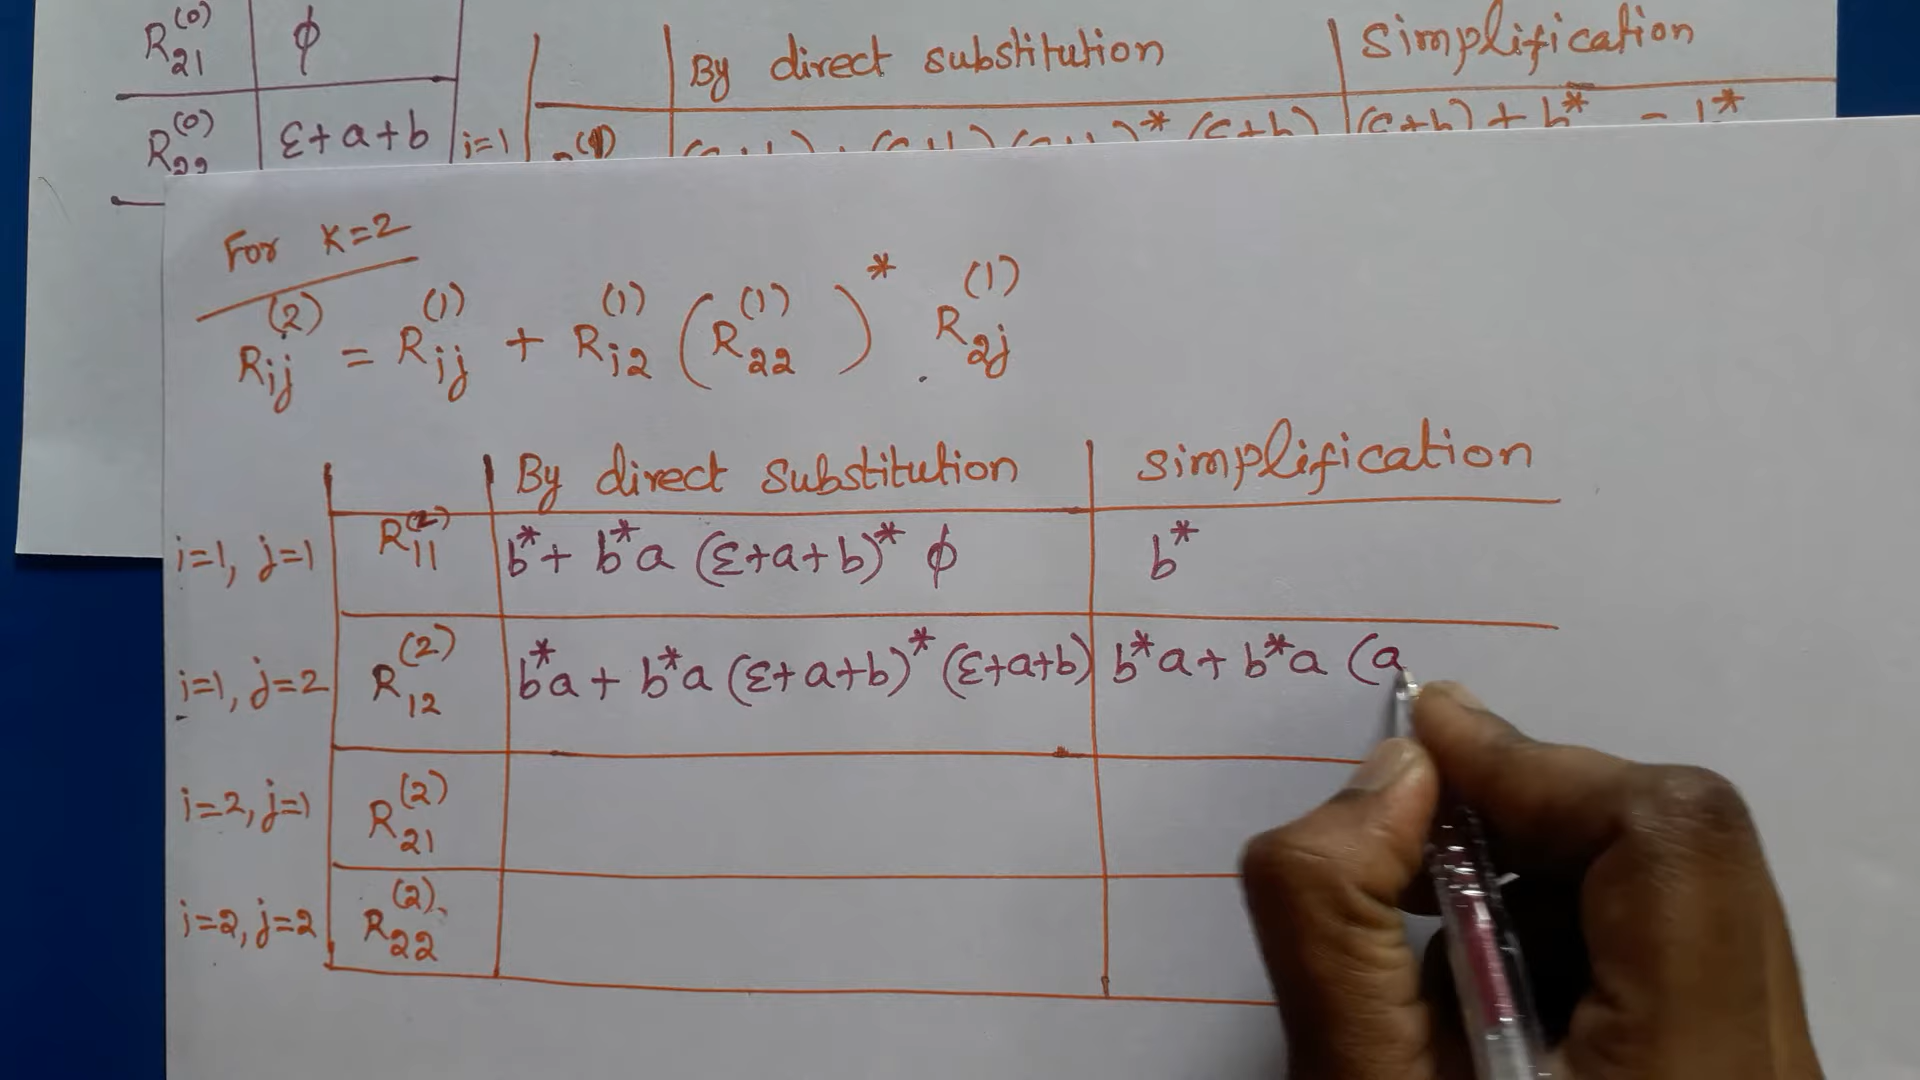 R21^(0) | ϕ
R22^(0) | ε+a+b
By direct substitution | Simplification
i=1
(ε+b) + b* = b*
For K=2
Rij^(2) = Rij^(1) + Ri2^(1) (R22^(1))* R2j^(1)
By direct substitution | simplification
i=1, j=1 | R11^(2) | b* + b*a (ε+a+b)* ϕ | b*
i=1, j=2 | R12^(2) | b*a + b*a (ε+a+b)* (ε+a+b) | b*a + b*a (a
i=2, j=1 | R21^(2)
i=2, j=2 | R22^(2)